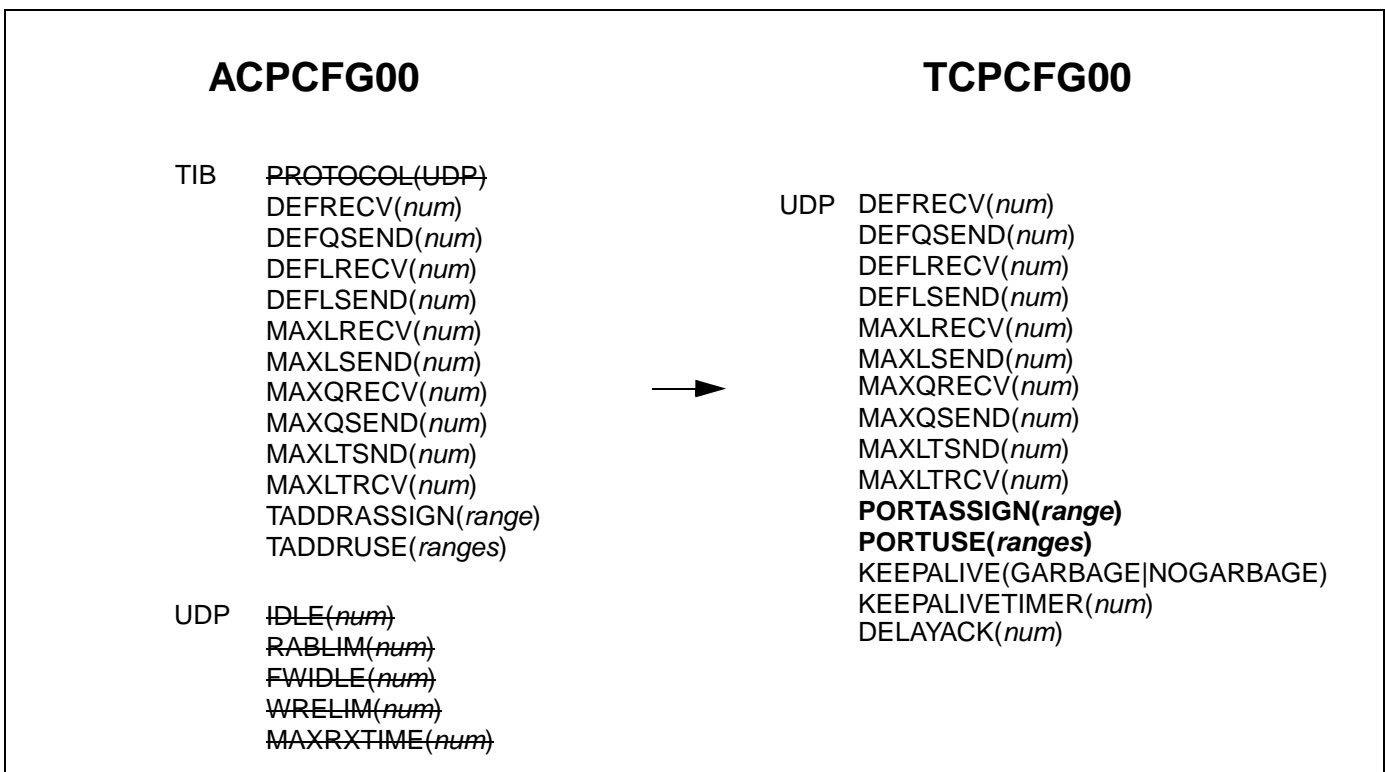 ACPCFG00
TIB PROTOCOL(UDP)
DEFRECV(num)
DEFQSEND(num)
DEFLRECV(num)
DEFLSEND(num)
MAXLRECV(num)
MAXLSEND(num)
MAXQRECV(num)
MAXQSEND(num)
MAXLTSND(num)
MAXLTRCV(num)
TADDRASSIGN(range)
TADDRUSE(ranges)
UDP IDLE(num)
RABLIM(num)
FWIDLE(num)
WRELIM(num)
MAXRXTIME(num)
TCPCFG00
UDP DEFRECV(num)
DEFQSEND(num)
DEFLRECV(num)
DEFLSEND(num)
MAXLRECV(num)
MAXLSEND(num)
MAXQRECV(num)
MAXQSEND(num)
MAXLTSND(num)
MAXLTRCV(num)
PORTASSIGN(range)
PORTUSE(ranges)
KEEPALIVE(GARBAGE|NOGARBAGE)
KEEPALIVETIMER(num)
DELAYACK(num)